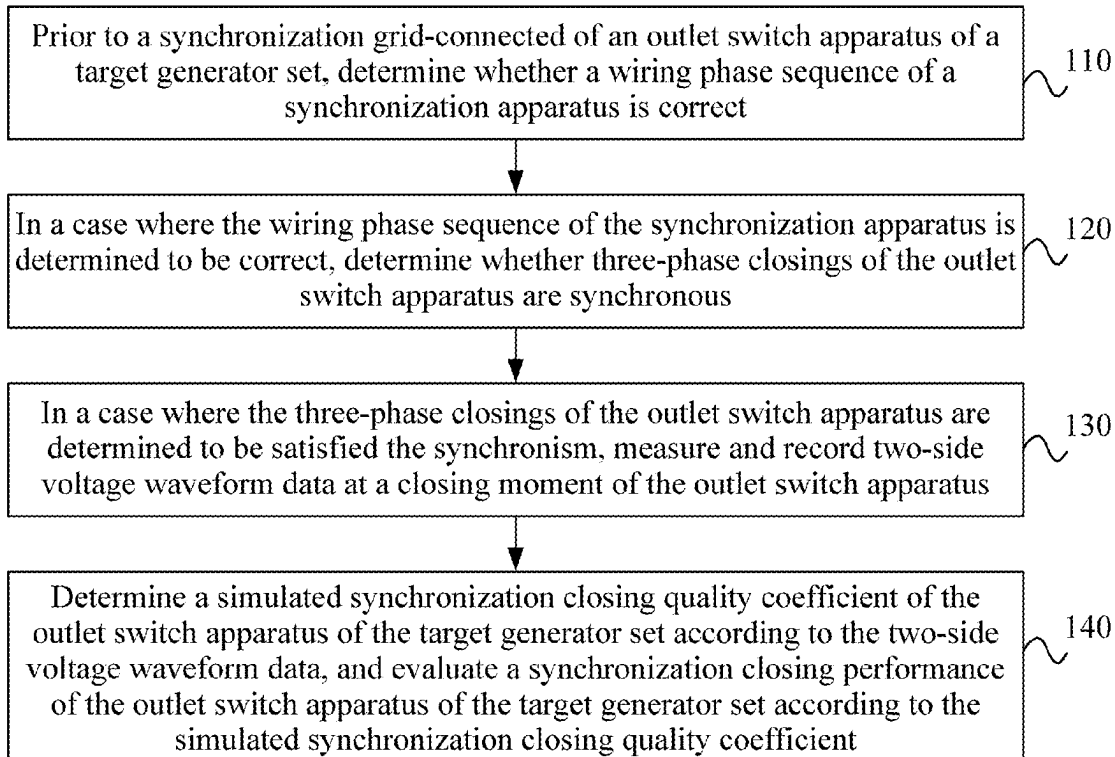 Prior to a synchronization grid-connected of an outlet switch apparatus of a
target generator set, determine whether a wiring phase sequence of a
synchronization apparatus is correct
110
In a case where the wiring phase sequence of the synchronization apparatus is
determined to be correct, determine whether three-phase closings of the outlet
switch apparatus are synchronous
120
In a case where the three-phase closings of the outlet switch apparatus are
determined to be satisfied the synchronism, measure and record two-side
voltage waveform data at a closing moment of the outlet switch apparatus
130
Determine a simulated synchronization closing quality coefficient of the
outlet switch apparatus of the target generator set according to the two-side
voltage waveform data, and evaluate a synchronization closing performance
of the outlet switch apparatus of the target generator set according to the
simulated synchronization closing quality coefficient
140